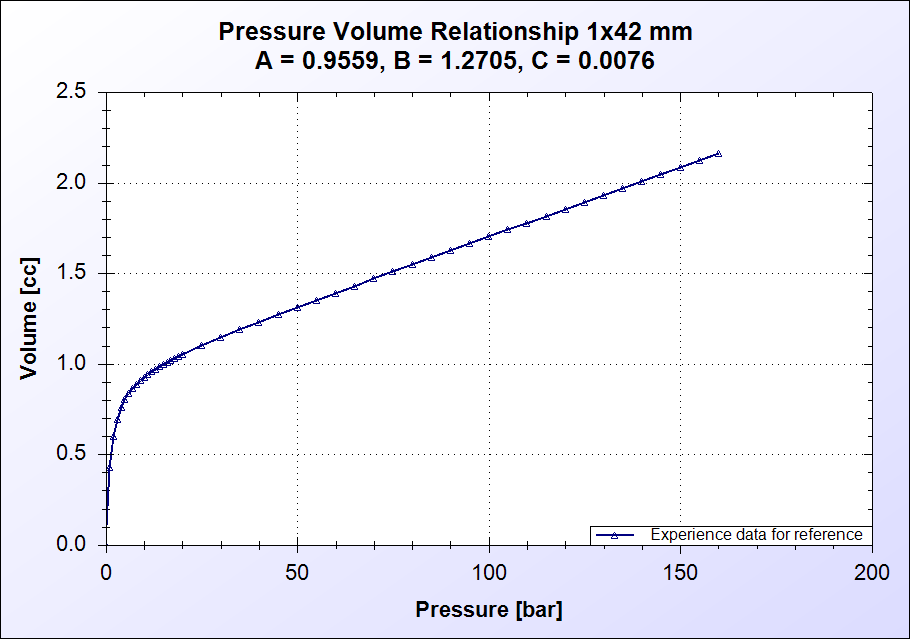 Pressure Volume Relationship 1x42 mm
A = 0.9559, B = 1.2705, C = 0.0076
2.5
2.0
1.5
1.0
0.5
0.0
Volume [cc]
Experience data for reference
0 50 100 150 200
Pressure [bar]